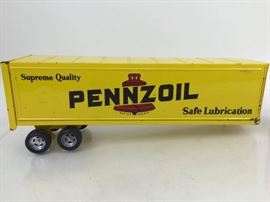 Supreme Quality
PENNZOIL
Safe Lubrication